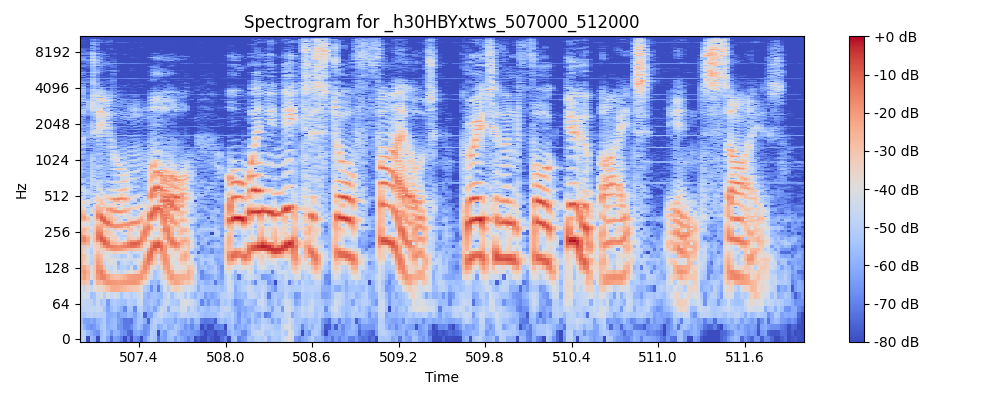 Spectrogram for _h30HBYxtws_507000_512000
8192
4096
2048
1024
512
256
128
64
0
Hz
507.4 508.0 508.6 509.2 509.8 510.4 511.0 511.6
Time
+0 dB
-10 dB
-20 dB
-30 dB
-40 dB
-50 dB
-60 dB
-70 dB
-80 dB